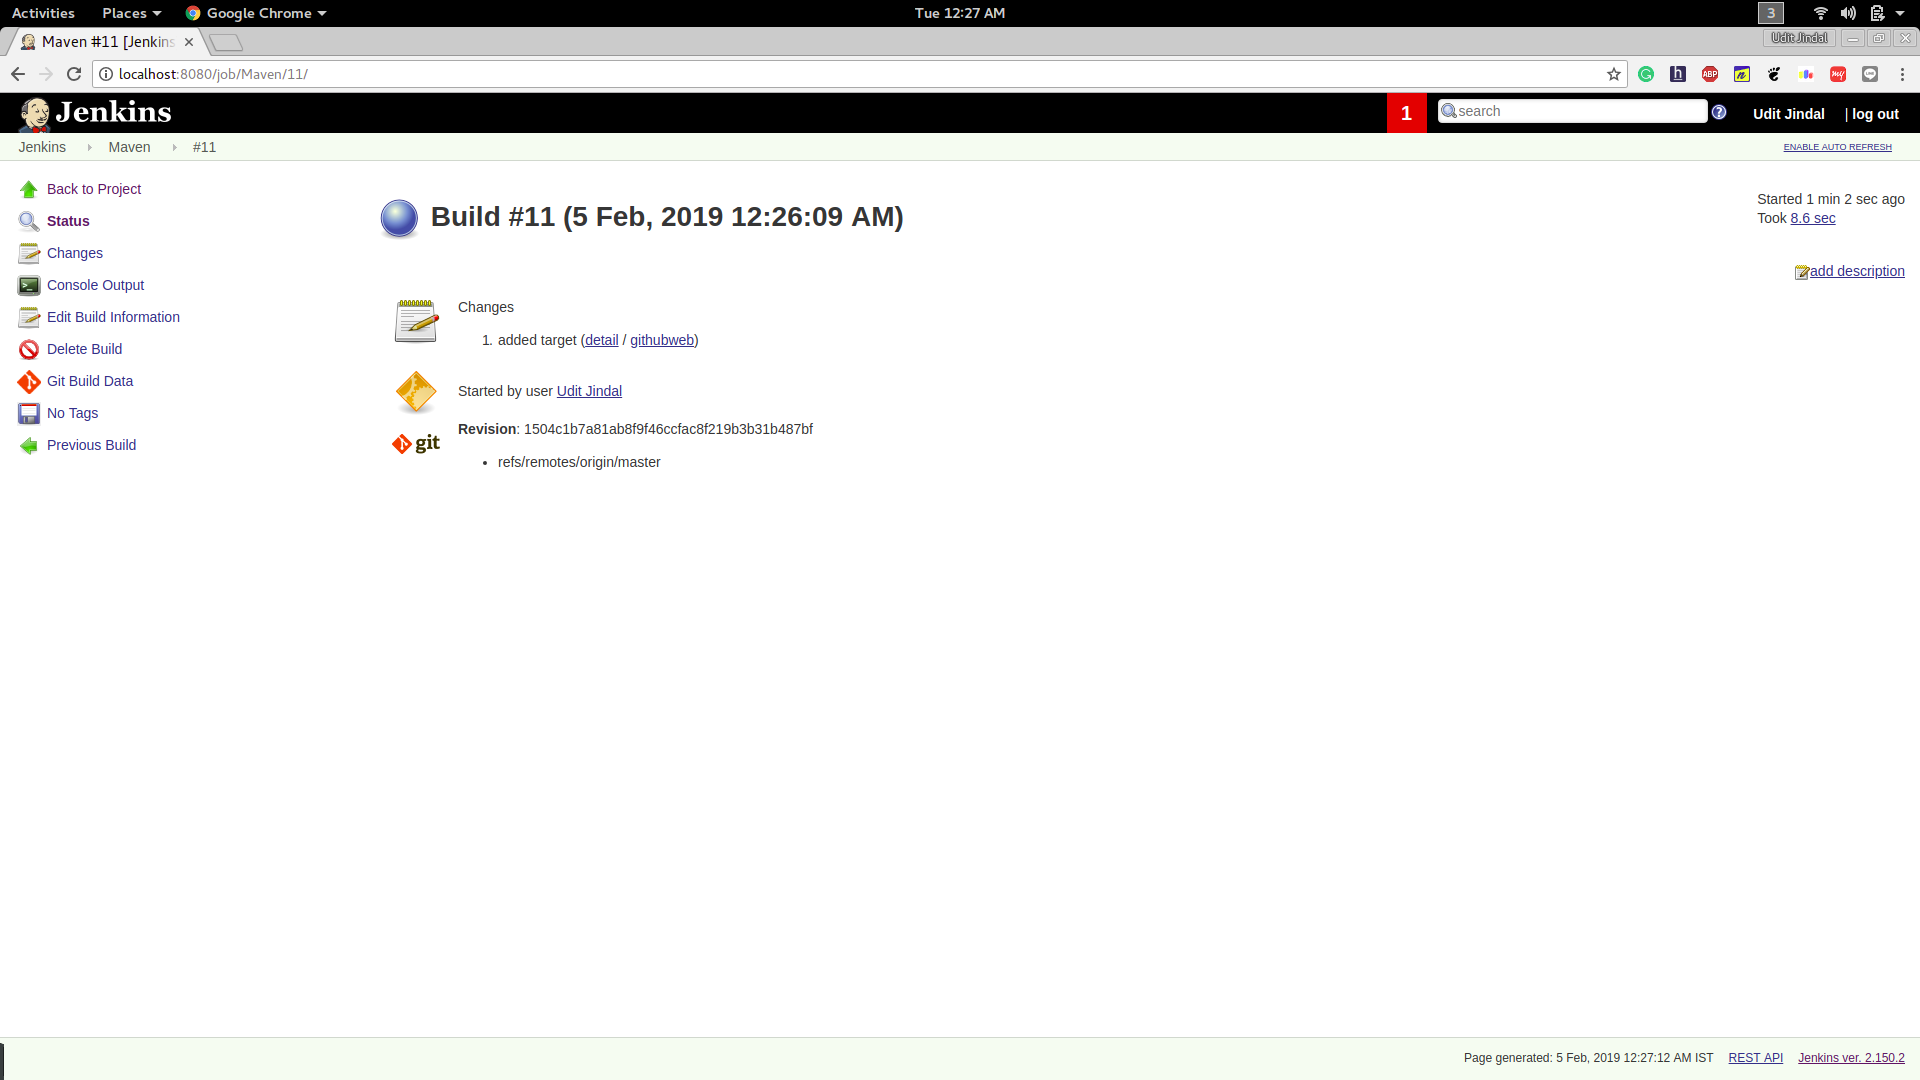 Activities Places Google Chrome Tue 12:27 AM 3
Maven #11 [Jenkins Udit Jindal
localhost:8080/job/Maven/11/
Jenkins 1 search Udit Jindal | log out
Jenkins Maven #11 ENABLE AUTO REFRESH
Back to Project
Status
Changes
Console Output
Edit Build Information
Delete Build
Git Build Data
No Tags
Previous Build
Build #11 (5 Feb, 2019 12:26:09 AM)
Started 1 min 2 sec ago
Took 8.6 sec
add description
Changes
1. added target (detail / githubweb)
Started by user Udit Jindal
git
Revision: 1504c1b7a81ab8f9f46ccfac8f219b3b31b487bf
• refs/remotes/origin/master
Page generated: 5 Feb, 2019 12:27:12 AM IST REST API Jenkins ver. 2.150.2